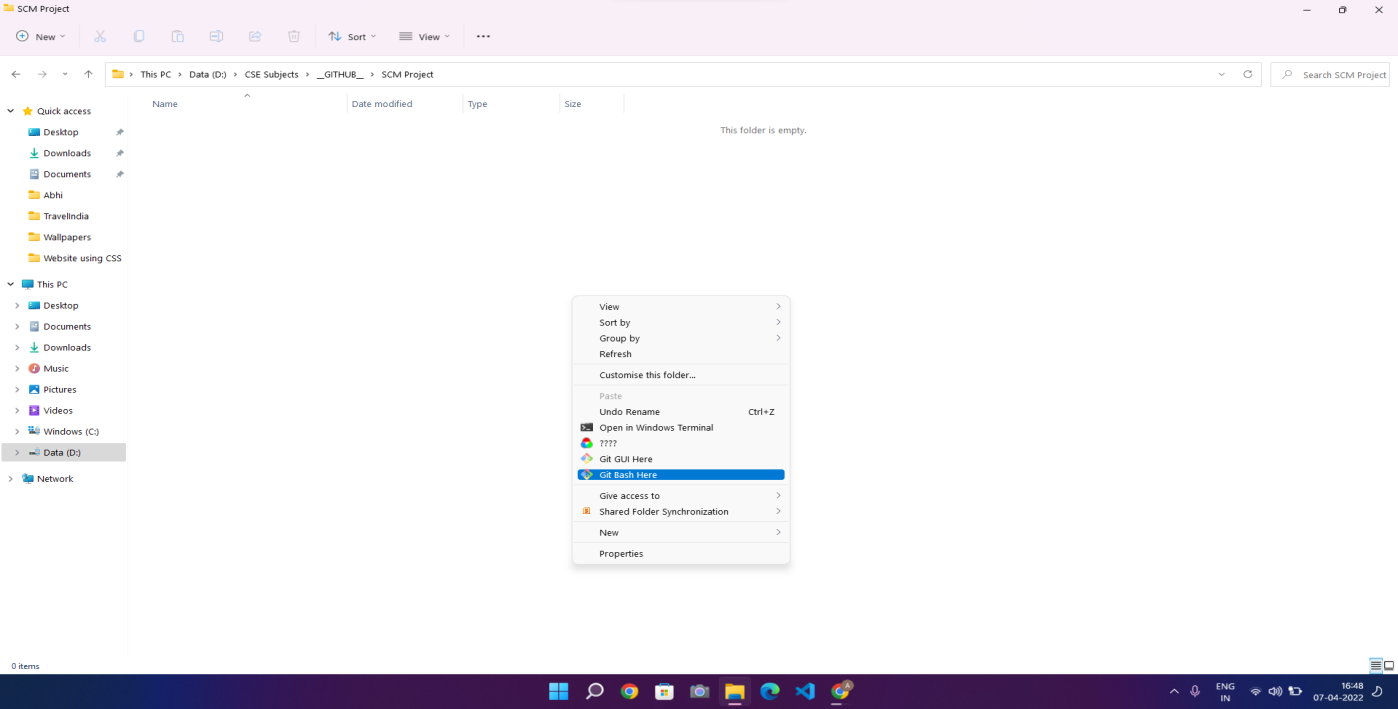 SCM Project
New
Sort
View
This PC
Data (D:)
CSE Subjects
__GITHUB__
SCM Project
Search SCM Project
Name
Date modified
Type
Size
This folder is empty.
Quick access
Desktop
Downloads
Documents
Abhi
TravelIndia
Wallpapers
Website using CSS
This PC
Desktop
Documents
Downloads
Music
Pictures
Videos
Windows (C:)
Data (D:)
Network
View
Sort by
Group by
Refresh
Customise this folder...
Paste
Undo Rename Ctrl+Z
Open in Windows Terminal
????
Git GUI Here
Git Bash Here
Give access to
Shared Folder Synchronization
New
Properties
0 items
A
ENG
IN
16:48
07-04-2022